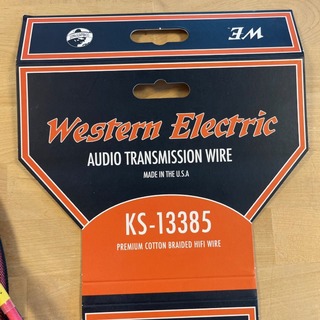 WE
Western Electric
AUDIO TRANSMISSION WIRE
MADE IN THE U.S.A
KS-13385
PREMIUM COTTON BRAIDED HIFI WIRE